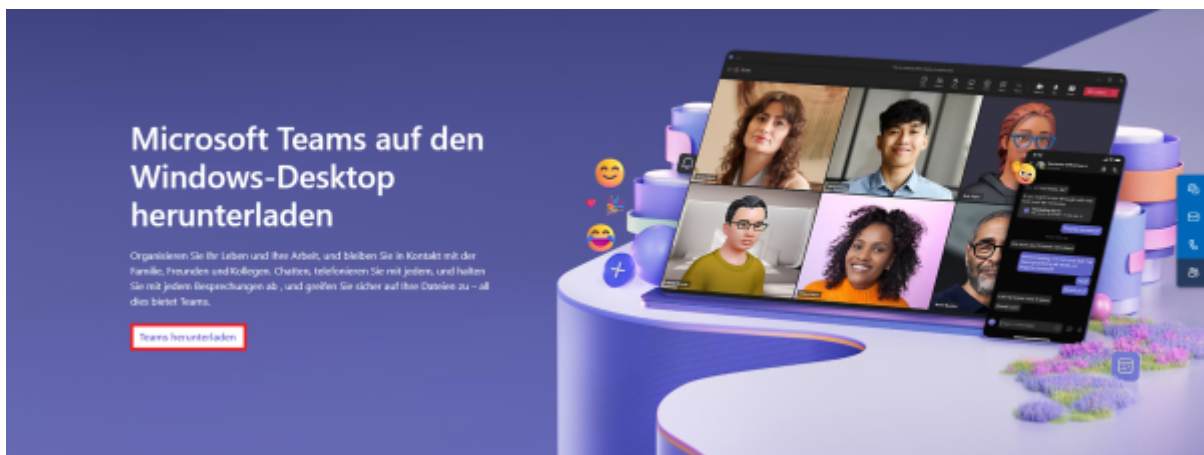 Microsoft Teams auf den
Windows-Desktop
herunterladen
Organisieren Sie Ihr Leben und Ihre Arbeit, und bleiben Sie in Kontakt mit der
Familie, Freunden und Kollegen. Chatten, telefonieren Sie mit jedem, und halten
Sie mit jedem Besprechungen ab , und greifen Sie sicher auf Ihre Dateien zu – all
dies bietet Teams.
Teams herunterladen